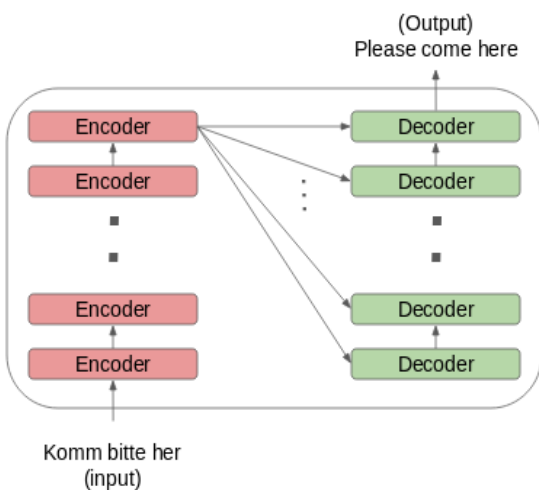 (Output)
Please come here
Encoder
Decoder
Encoder
Decoder
Encoder
Decoder
Encoder
Decoder
Komm bitte her
(input)